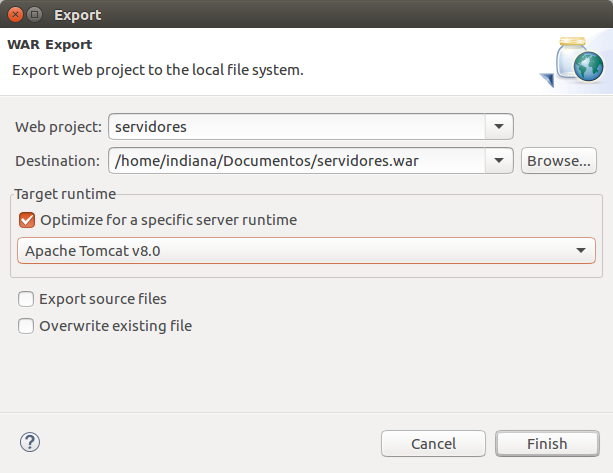 Export
WAR Export
Export Web project to the local file system.
Web project: servidores
Destination: /home/indiana/Documentos/servidores.war Browse...
Target runtime
Optimize for a specific server runtime
Apache Tomcat v8.0
Export source files
Overwrite existing file
? Cancel Finish